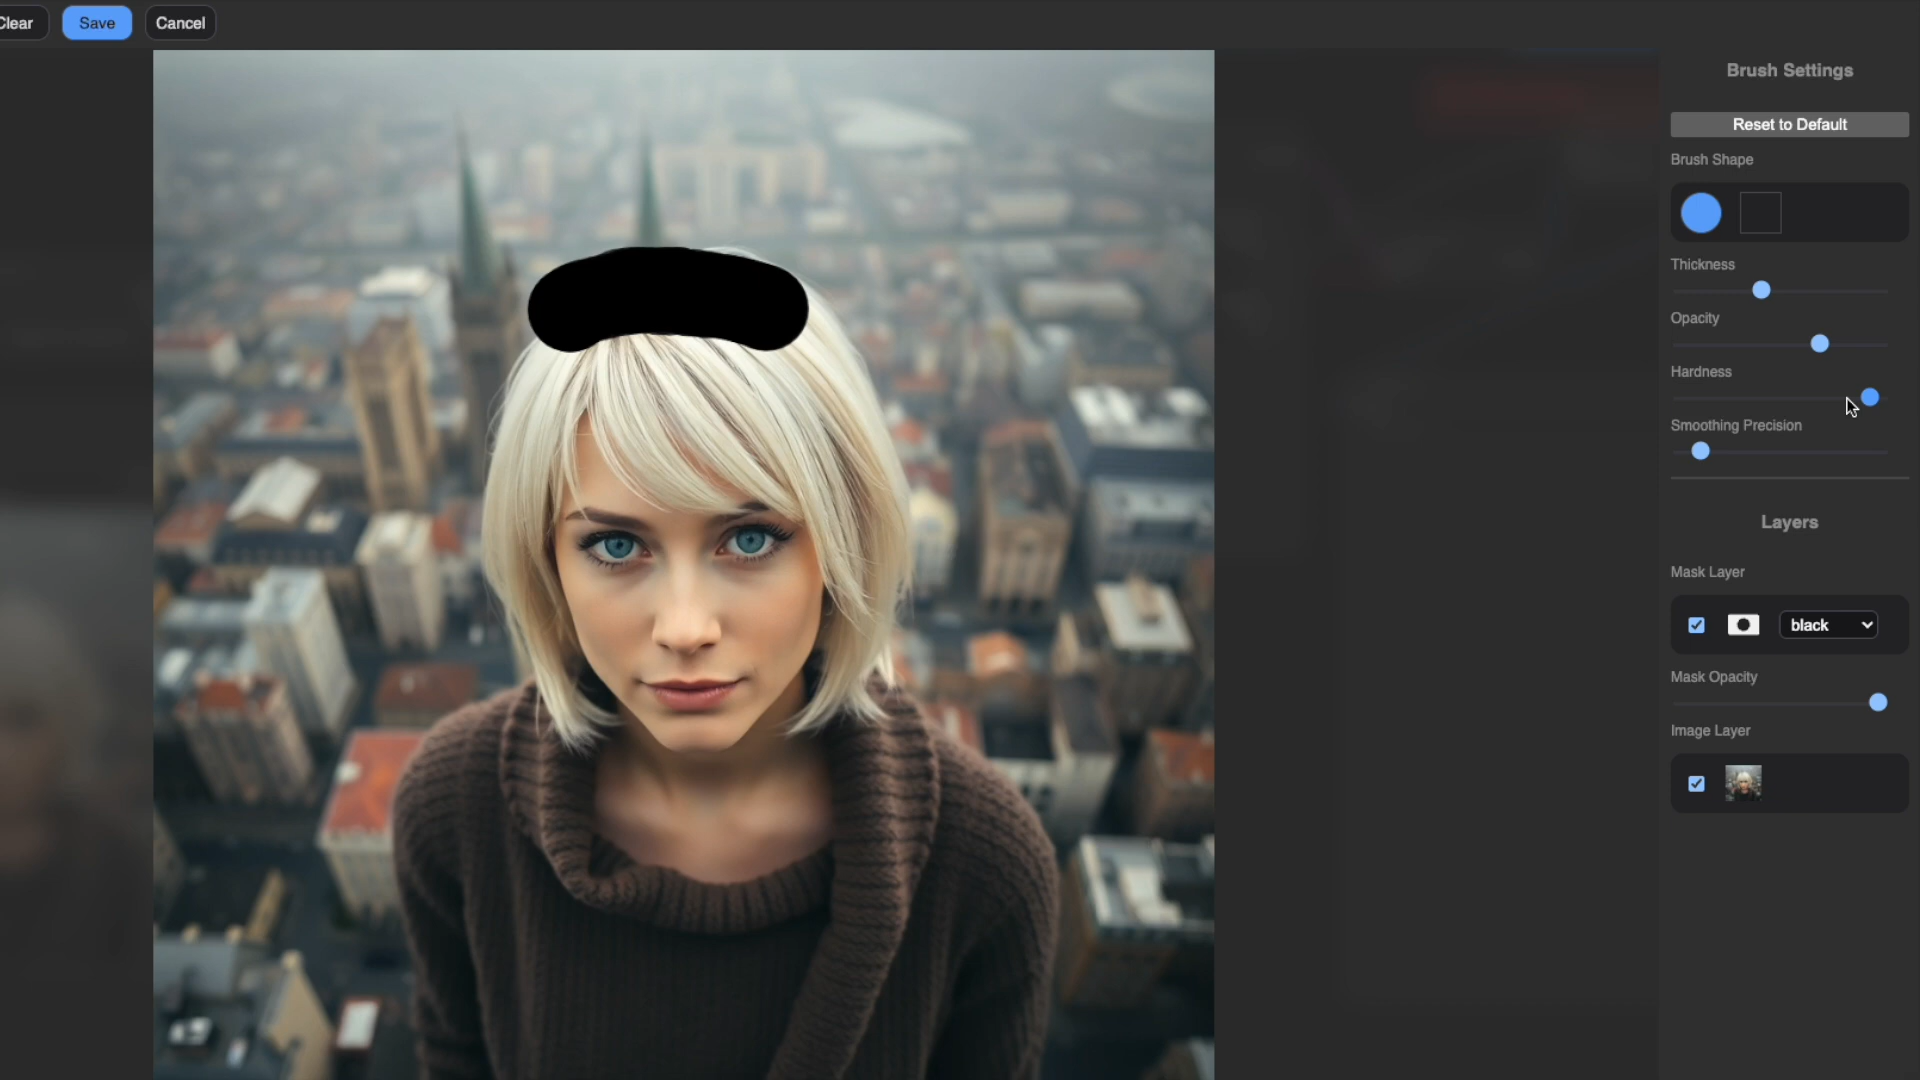 Clear
Save
Cancel
Brush Settings
Reset to Default
Brush Shape
Thickness
Opacity
Hardness
Smoothing Precision
Layers
Mask Layer
black
Mask Opacity
Image Layer